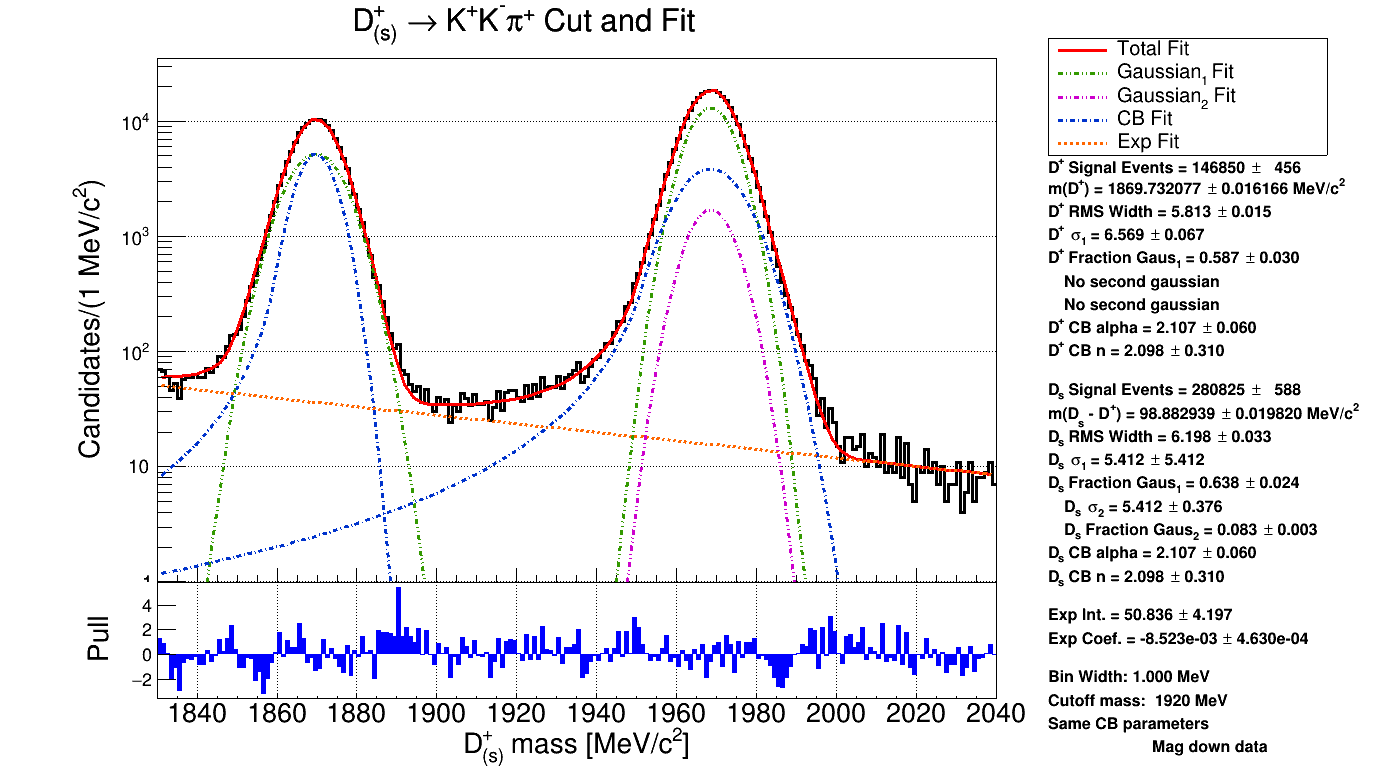 D⁺₍ₛ₎ → K⁺K⁻π⁺ Cut and Fit
Candidates/(1 MeV/c²)
10⁴
10³
10²
10
1
Pull
4
2
0
−2
1840 1860 1880 1900 1920 1940 1960 1980 2000 2020 2040
D⁺₍ₛ₎ mass [MeV/c²]
Total Fit
Gaussian₁ Fit
Gaussian₂ Fit
CB Fit
Exp Fit
D⁺ Signal Events = 146850 ± 456
m(D⁺) = 1869.732077 ± 0.016166 MeV/c²
D⁺ RMS Width = 5.813 ± 0.015
D⁺ σ₁ = 6.569 ± 0.067
D⁺ Fraction Gaus₁ = 0.587 ± 0.030
No second gaussian
No second gaussian
D⁺ CB alpha = 2.107 ± 0.060
D⁺ CB n = 2.098 ± 0.310
Dₛ Signal Events = 280825 ± 588
m(Dₛ - D⁺) = 98.882939 ± 0.019820 MeV/c²
Dₛ RMS Width = 6.198 ± 0.033
Dₛ σ₁ = 5.412 ± 5.412
Dₛ Fraction Gaus₁ = 0.638 ± 0.024
Dₛ σ₂ = 5.412 ± 0.376
Dₛ Fraction Gaus₂ = 0.083 ± 0.003
Dₛ CB alpha = 2.107 ± 0.060
Dₛ CB n = 2.098 ± 0.310
Exp Int. = 50.836 ± 4.197
Exp Coef. = -8.523e-03 ± 4.630e-04
Bin Width: 1.000 MeV
Cutoff mass: 1920 MeV
Same CB parameters
Mag down data